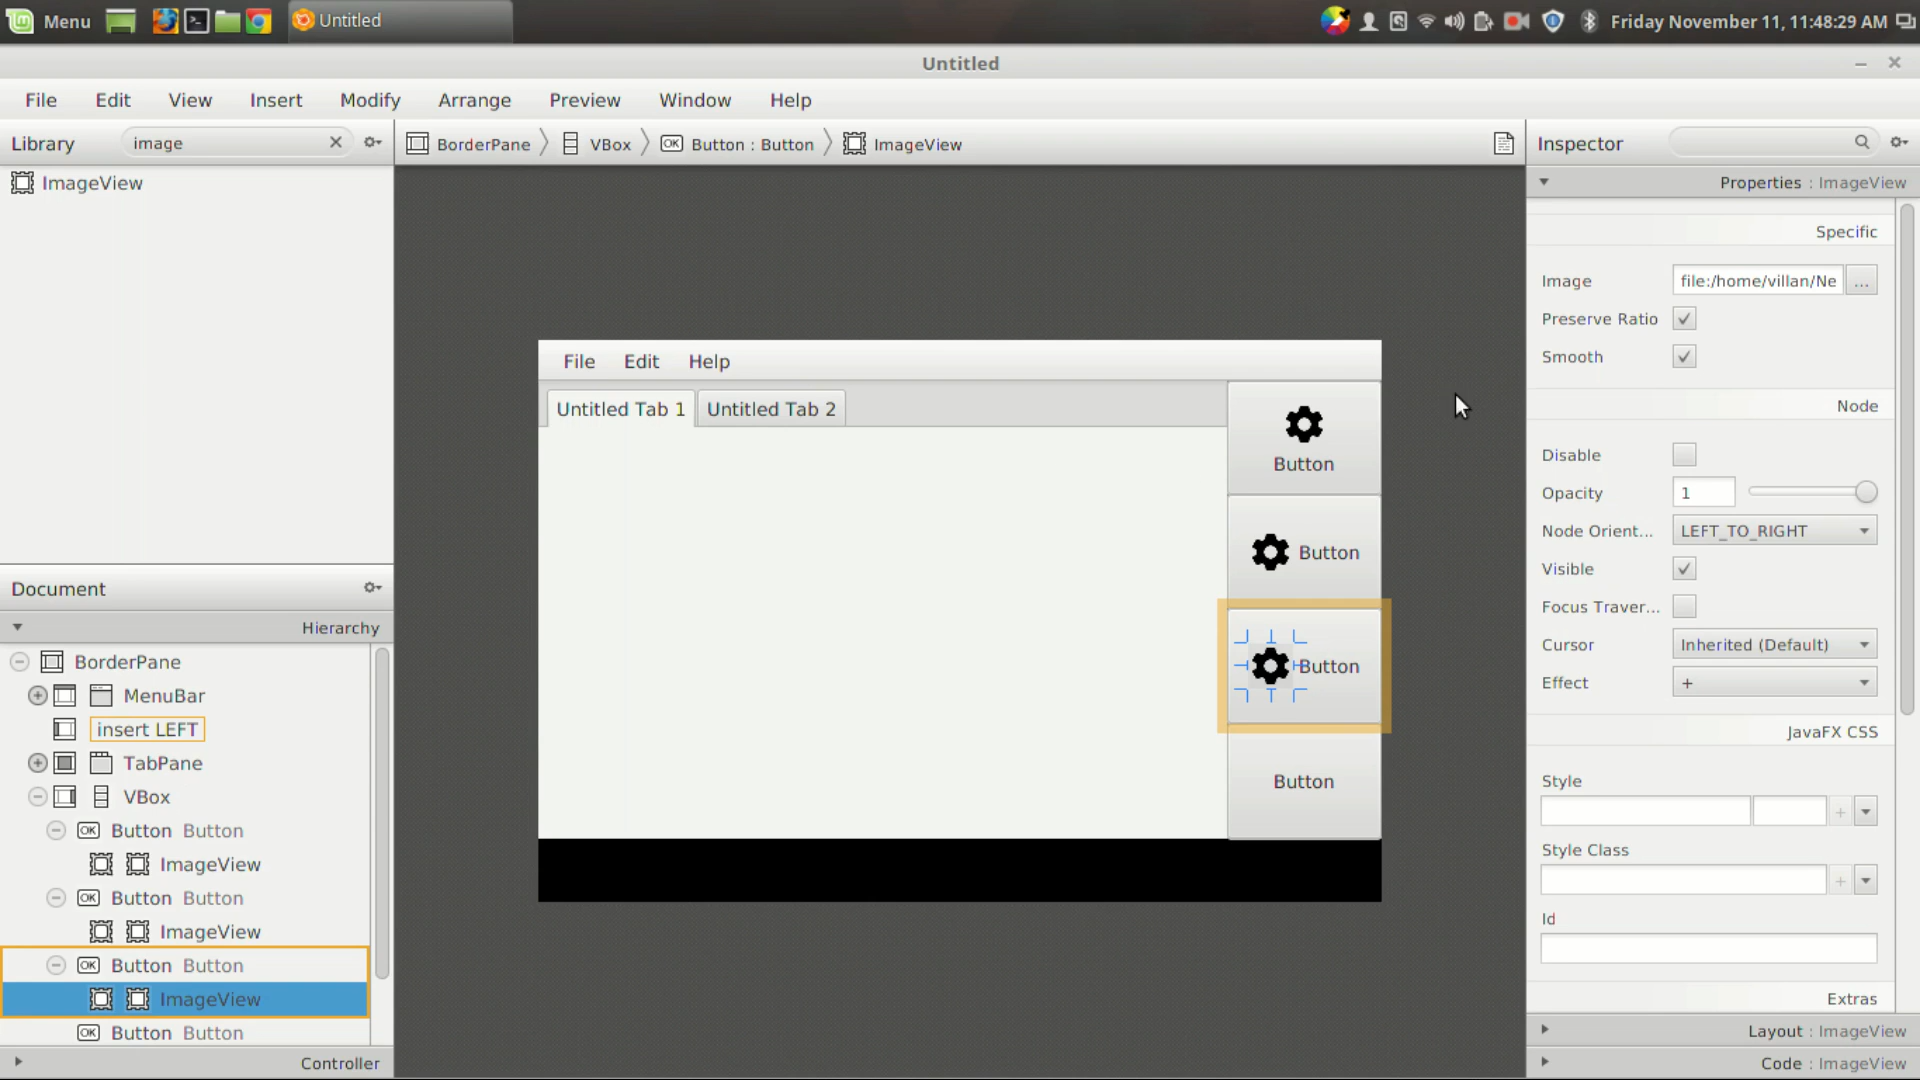 Menu
Untitled
Friday November 11, 11:48:29 AM
Untitled
File Edit View Insert Modify Arrange Preview Window Help
Library
image
ImageView
BorderPane
VBox
OK
Button : Button
ImageView
Inspector
Properties : ImageView
Specific
Image
file:/home/villan/Ne
...
Preserve Ratio
Smooth
Node
Disable
Opacity
1
Node Orient...
LEFT_TO_RIGHT
Visible
Focus Traver...
Cursor
Inherited (Default)
Effect
+
JavaFX CSS
Style
+
Style Class
+
Id
Extras
Layout : ImageView
Code : ImageView
File Edit Help
Untitled Tab 1
Untitled Tab 2
Button
Button
Button
Button
Document
Hierarchy
BorderPane
MenuBar
insert LEFT
TabPane
VBox
OK Button Button
ImageView
OK Button Button
ImageView
OK Button Button
ImageView
OK Button Button
Controller